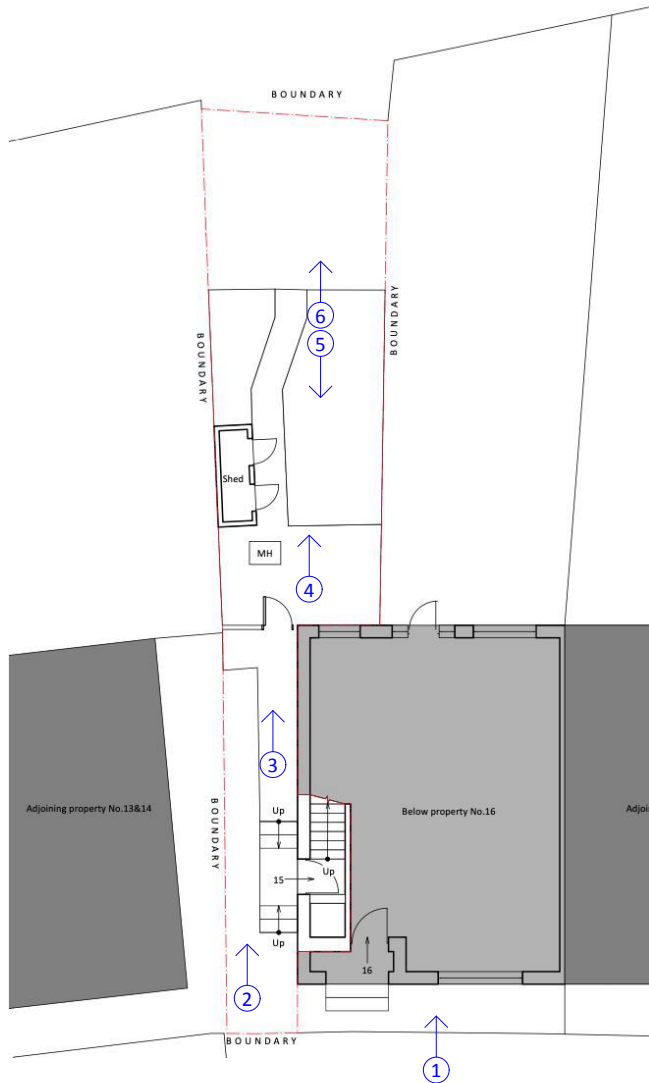 BOUNDARY
6
5
BOUNDARY
BOUNDARY
Shed
MH
4
3
Adjoining property No.13&14
Up
Below property No.16
Adjoi
BOUNDARY
Up
15
Up
16
2
BOUNDARY
1